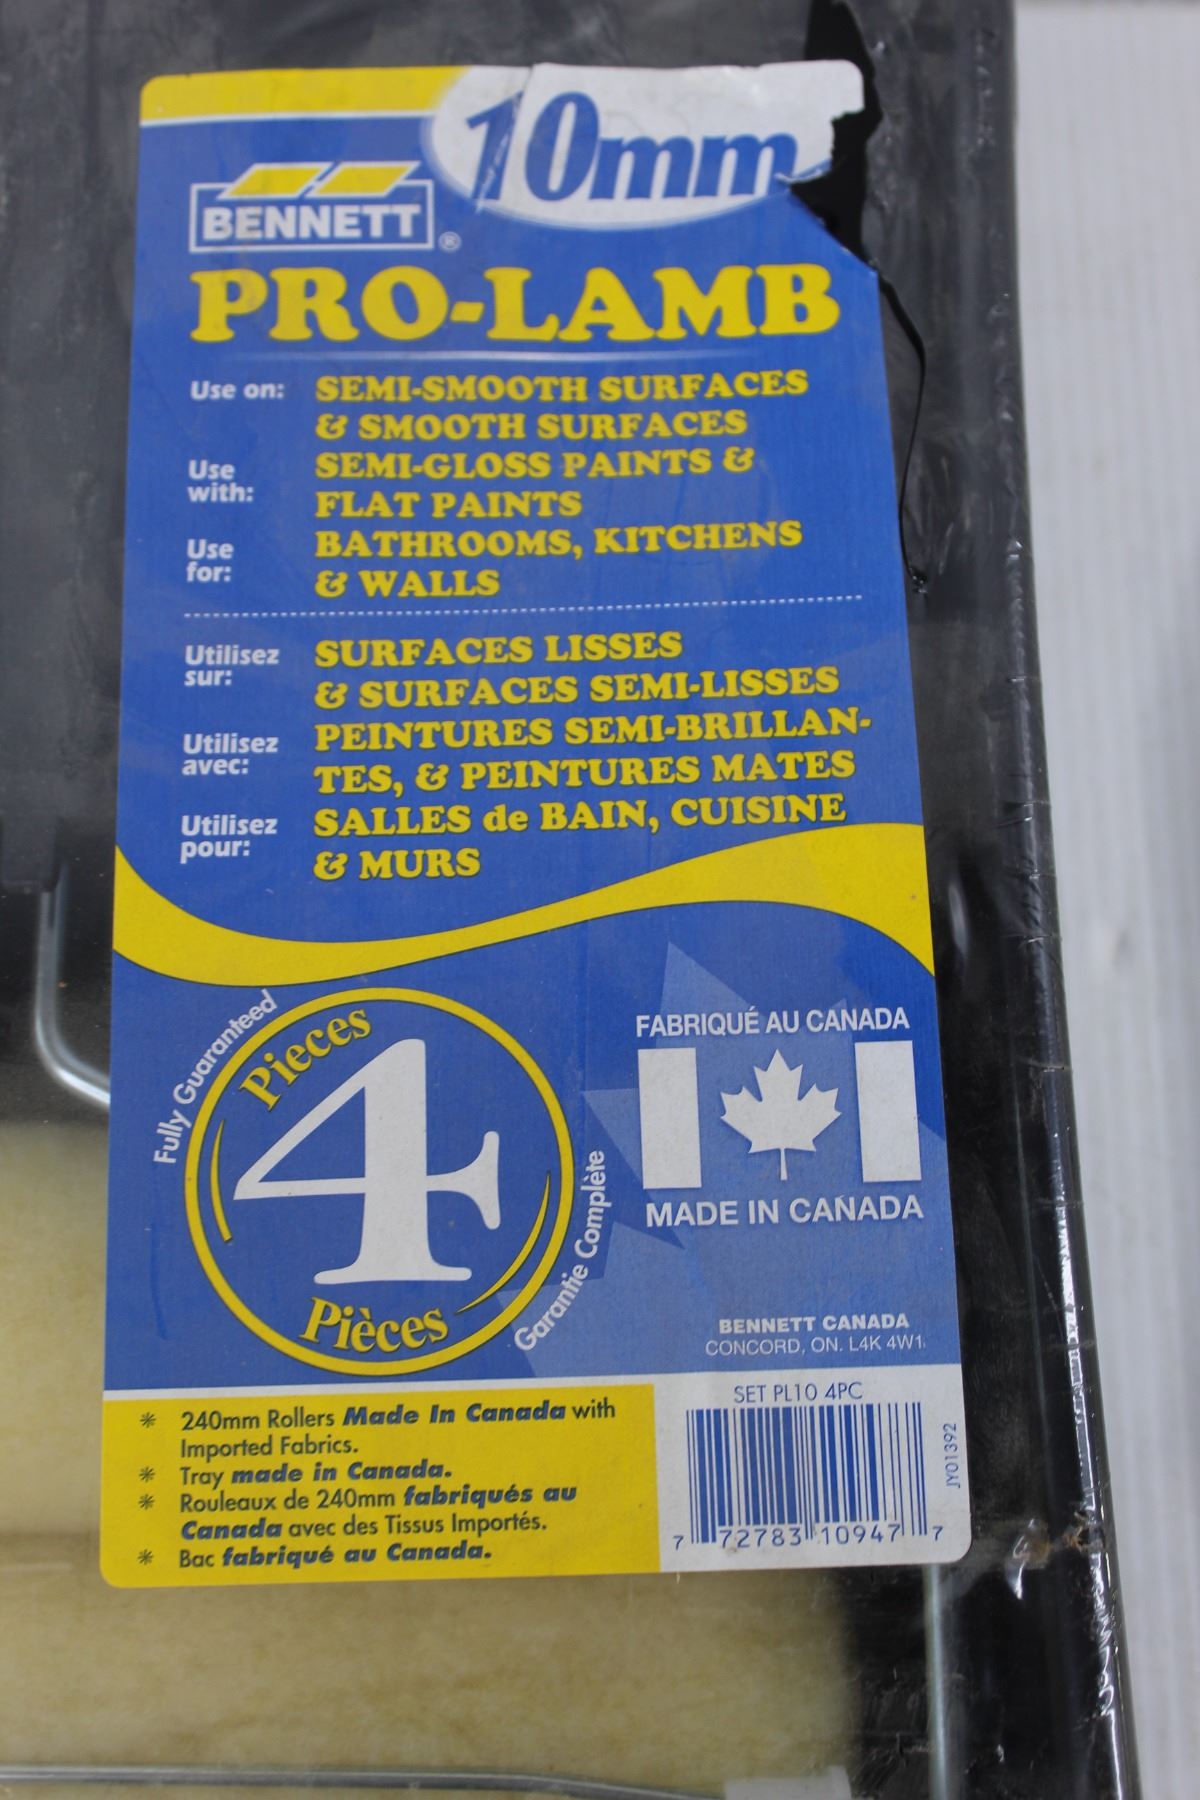 10mm
BENNETT®
PRO-LAMB
Use on: SEMI-SMOOTH SURFACES
& SMOOTH SURFACES
Use with: SEMI-GLOSS PAINTS &
FLAT PAINTS
Use for: BATHROOMS, KITCHENS
& WALLS
Utilisez sur: SURFACES LISSES
& SURFACES SEMI-LISSES
Utilisez avec: PEINTURES SEMI-BRILLAN-
TES, & PEINTURES MATES
Utilisez pour: SALLES de BAIN, CUISINE
& MURS
Fully Guaranteed
Pieces
4
Pièces
Garantie Complète
FABRIQUÉ AU CANADA
MADE IN CANADA
BENNETT CANADA
CONCORD, ON. L4K 4W1
* 240mm Rollers Made In Canada with
Imported Fabrics.
* Tray made in Canada.
* Rouleaux de 240mm fabriqués au
Canada avec des Tissus Importés.
* Bac fabriqué au Canada.
SET PL10 4PC
7 72783 10947 7
JY01392